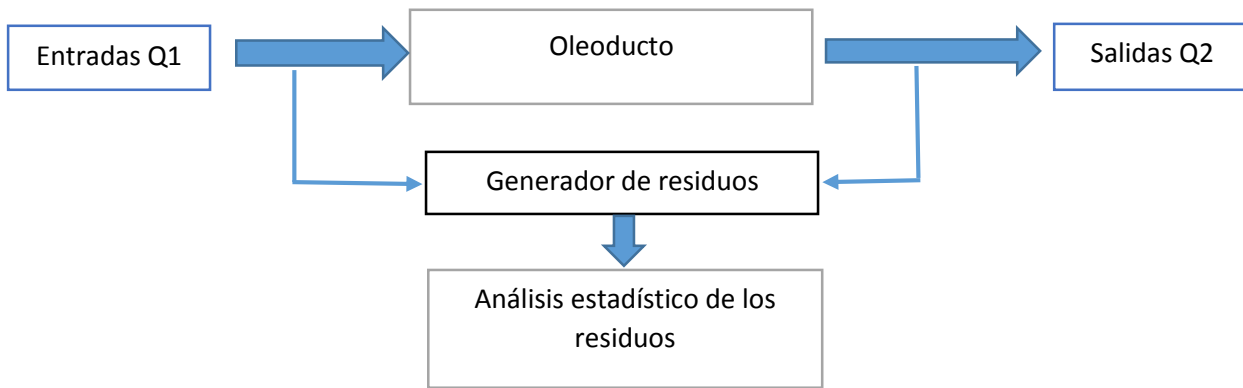 Entradas Q1
Oleoducto
Salidas Q2
Generador de residuos
Análisis estadístico de los
residuos